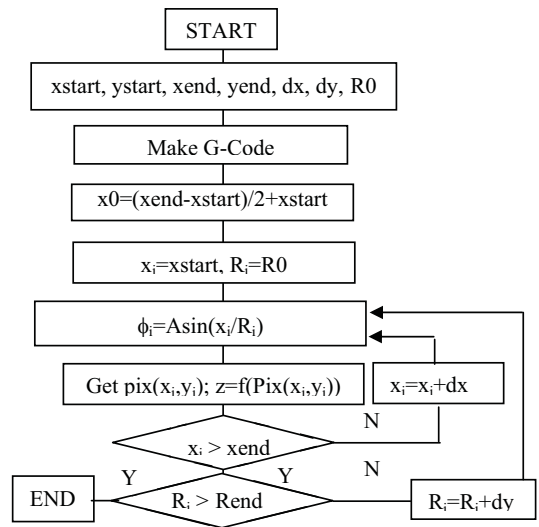 START
xstart, ystart, xend, yend, dx, dy, R0
Make G-Code
x0=(xend-xstart)/2+xstart
xᵢ=xstart, Rᵢ=R0
ϕᵢ=Asin(xᵢ/Rᵢ)
Get pix(xᵢ,yᵢ); z=f(Pix(xᵢ,yᵢ))
xᵢ=xᵢ+dx
N
xᵢ > xend
Y
Y
N
END
Rᵢ > Rend
Rᵢ=Rᵢ+dy